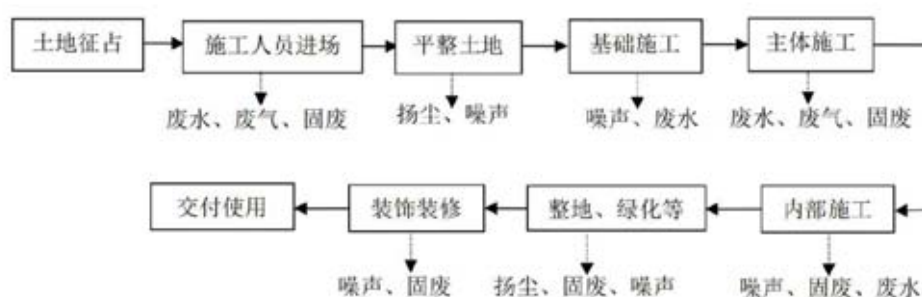 土地征占 施工人员进场 平整土地 基础施工 主体施工
废水、废气、固废 扬尘、噪声 噪声、废水 废水、废气、固废
交付使用 装饰装修 整地、绿化等 内部施工
噪声、固废 扬尘、固废、噪声 噪声、固废、废水